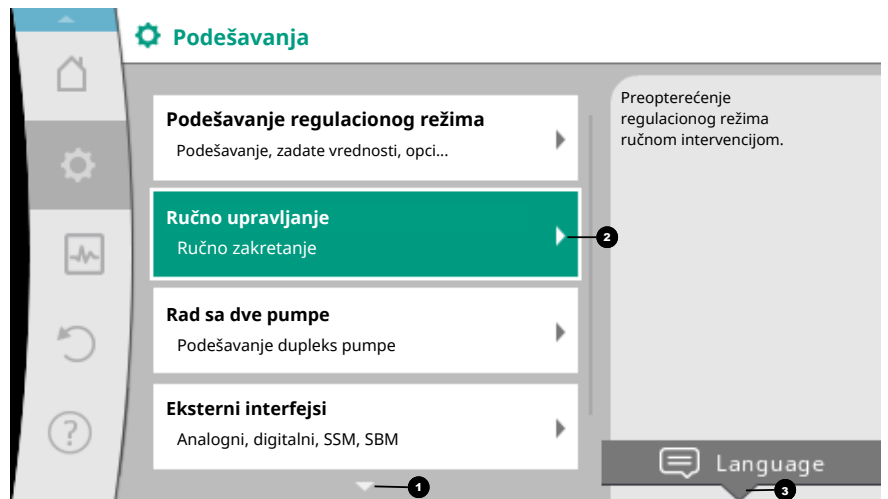 Podešavanja
Podešavanje regulacionog režima
Podešavanje, zadate vrednosti, opci...
Ručno upravljanje
Ručno zakretanje
Rad sa dve pumpe
Podešavanje dupleks pumpe
Eksterni interfejsi
Analogni, digitalni, SSM, SBM
Preopterećenje
regulacionog režima
ručnom intervencijom.
?
Language
1
2
3